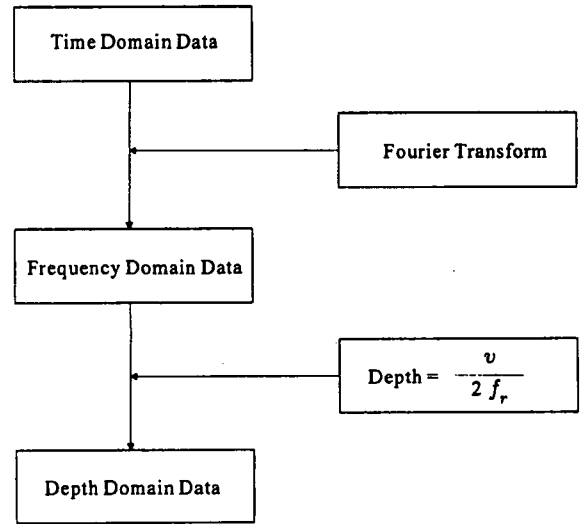 Time Domain Data
Fourier Transform
Frequency Domain Data
Depth = v / 2 f_r
Depth Domain Data